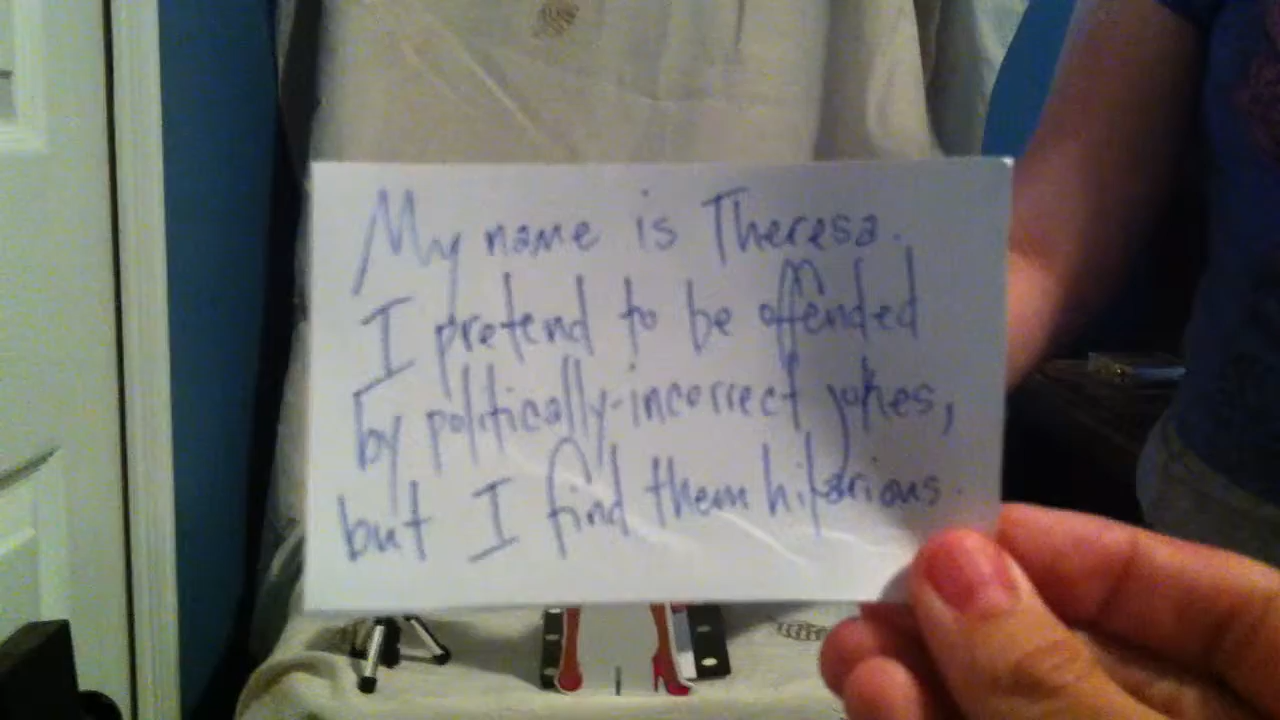 My name is Theresa.
I pretend to be offended
by politically-incorrect jokes,
but I find them hilarious.